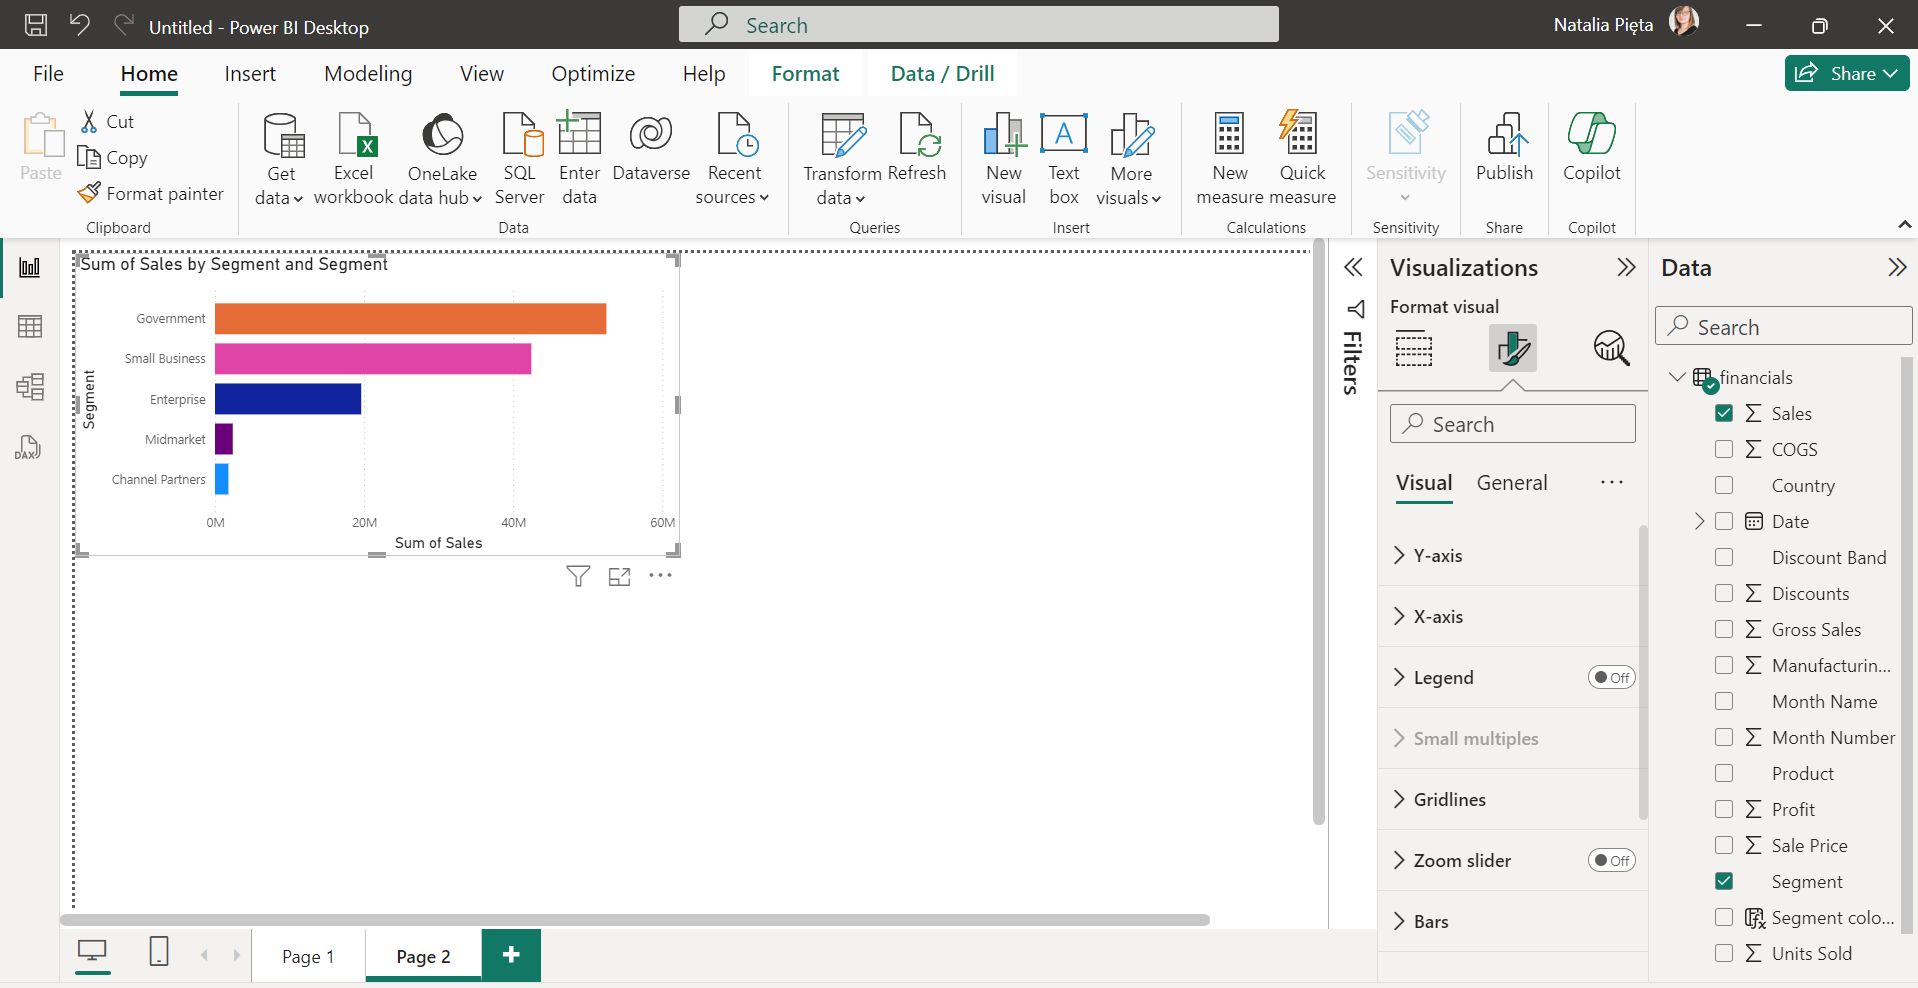 Untitled - Power BI Desktop
Search
Natalia Pięta
File Home Insert Modeling View Optimize Help Format Data / Drill
Share
Paste
Cut
Copy
Format painter
Clipboard
Get data
Excel workbook
OneLake data hub
SQL Server
Enter data
Dataverse
Recent sources
Data
Transform data
Refresh
Queries
New visual
Text box
More visuals
Insert
New measure
Quick measure
Calculations
Sensitivity
Sensitivity
Publish
Share
Copilot
Copilot
DAX
Sum of Sales by Segment and Segment
Segment
Government
Small Business
Enterprise
Midmarket
Channel Partners
0M 20M 40M 60M
Sum of Sales
Filters
Visualizations
Format visual
Search
Visual General
Y-axis
X-axis
Legend Off
Small multiples
Gridlines
Zoom slider Off
Bars
Data
Search
financials
Sales
COGS
Country
Date
Discount Band
Discounts
Gross Sales
Manufacturin...
Month Name
Month Number
Product
Profit
Sale Price
Segment
Segment colo...
Units Sold
Page 1
Page 2